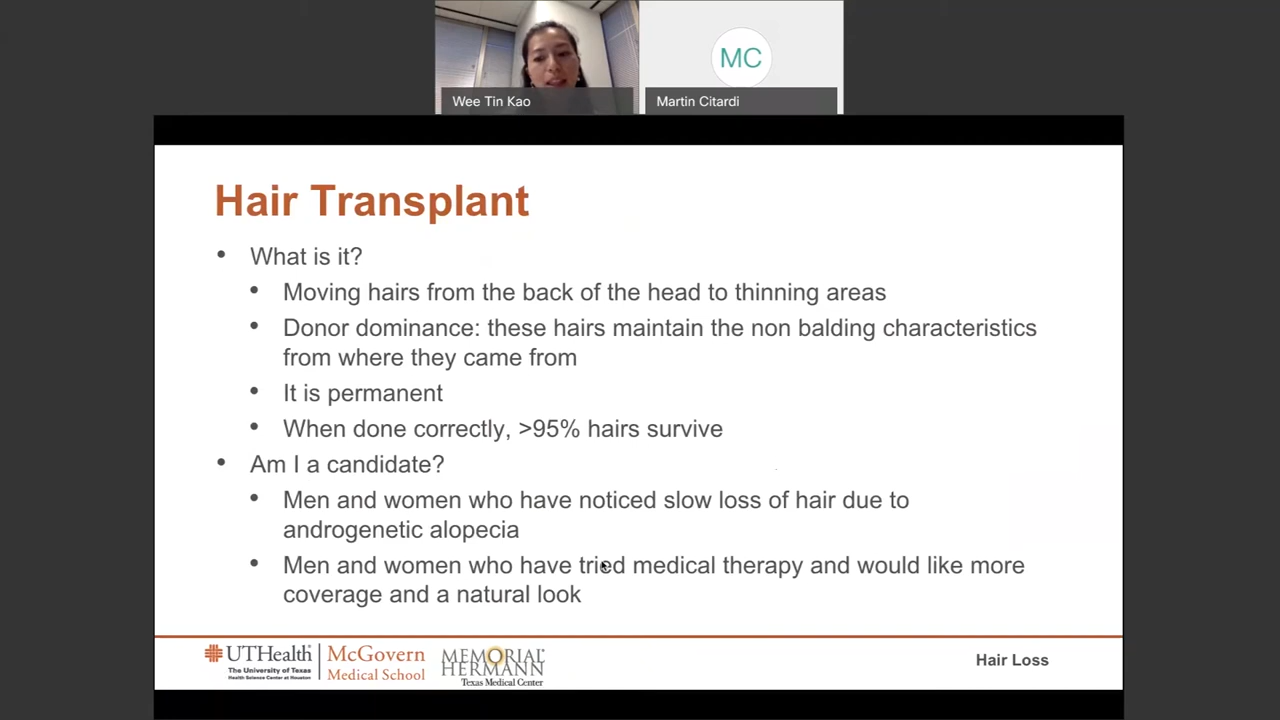 MC
Wee Tin Kao
Martin Citardi
Hair Transplant
• What is it?
• Moving hairs from the back of the head to thinning areas
• Donor dominance: these hairs maintain the non balding characteristics
from where they came from
• It is permanent
• When done correctly, >95% hairs survive
• Am I a candidate?
• Men and women who have noticed slow loss of hair due to
androgenetic alopecia
• Men and women who have tried medical therapy and would like more
coverage and a natural look
UTHealth
The University of Texas
Health Science Center at Houston
McGovern
Medical School
MEMORIAL
HERMANN
Texas Medical Center
Hair Loss